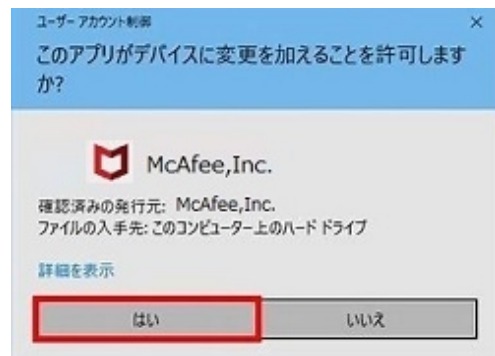 ユーザー アカウント制御
このアプリがデバイスに変更を加えることを許可します
か?
McAfee,Inc.
確認済みの発行元: McAfee,Inc.
ファイルの入手先: このコンピューター上のハード ドライブ
詳細を表示
はい
いいえ